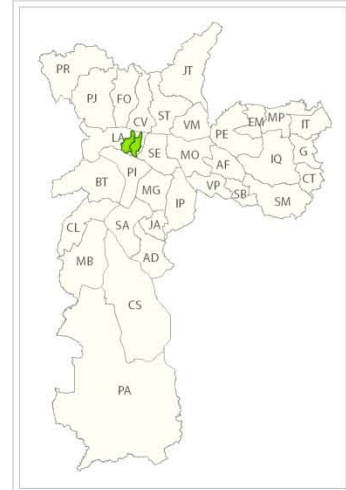 JT
PR
PJ
FO
ST
CV
VM
MP
EM
IT
PE
LA
SE
MO
IQ
G
AF
PI
BT
CT
MG
VP
SB
IP
SM
CL
SA
JA
MB
AD
CS
PA